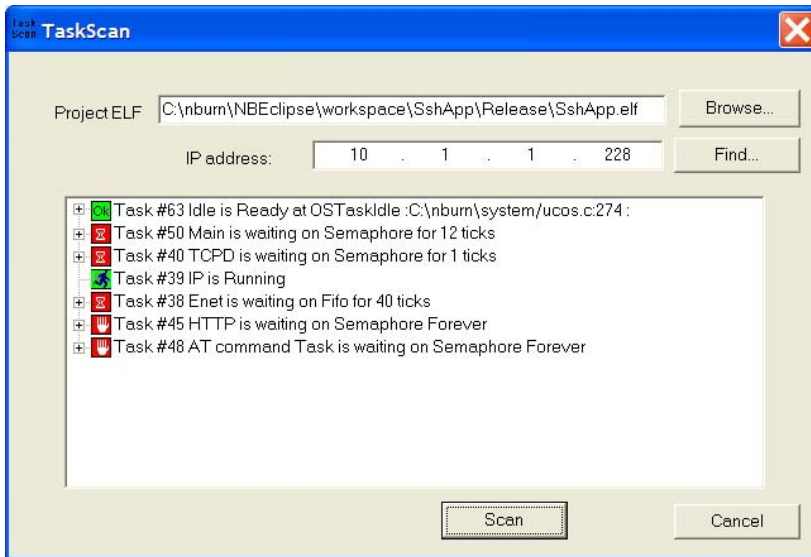 Task
Scan
TaskScan
Project ELF C:\nburn\NBEclipse\workspace\SshApp\Release\SshApp.elf Browse...
IP address: 10 . 1 . 1 . 228 Find...
Ok Task #63 Idle is Ready at OSTaskIdle :C:\nburn\system/ucos.c:274 :
Task #50 Main is waiting on Semaphore for 12 ticks
Task #40 TCPD is waiting on Semaphore for 1 ticks
Task #39 IP is Running
Task #38 Enet is waiting on Fifo for 40 ticks
Task #45 HTTP is waiting on Semaphore Forever
Task #48 AT command Task is waiting on Semaphore Forever
Scan Cancel